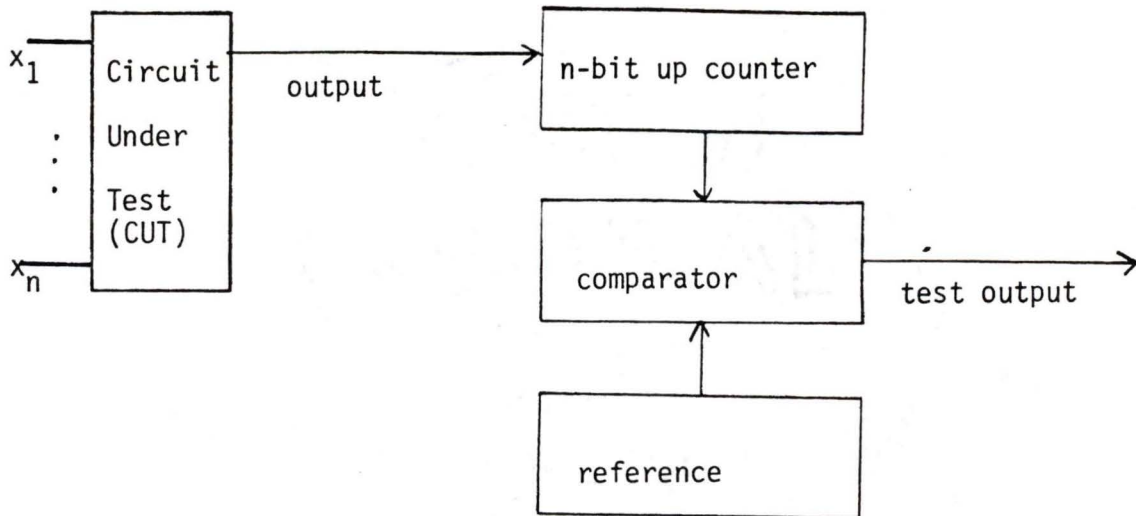 x1
.
.
.
xn
Circuit
Under
Test
(CUT)
output
n-bit up counter
comparator
test output
reference